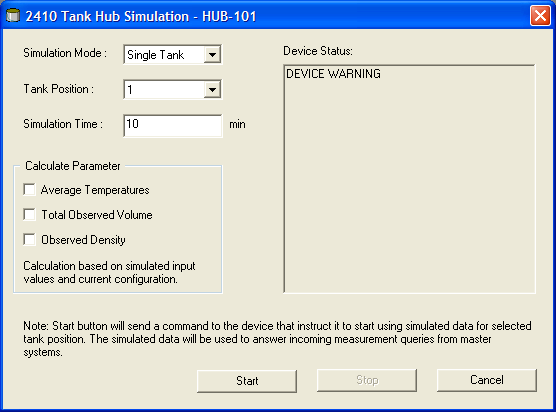 2410 Tank Hub Simulation - HUB-101
Simulation Mode :
Single Tank
Device Status:
DEVICE WARNING
Tank Position :
1
Simulation Time :
10
min
Calculate Parameter
Average Temperatures
Total Observed Volume
Observed Density
Calculation based on simulated input
values and current configuration.
Note: Start button will send a command to the device that instruct it to start using simulated data for selected
tank position. The simulated data will be used to answer incoming measurement queries from master
systems.
Start
Stop
Cancel